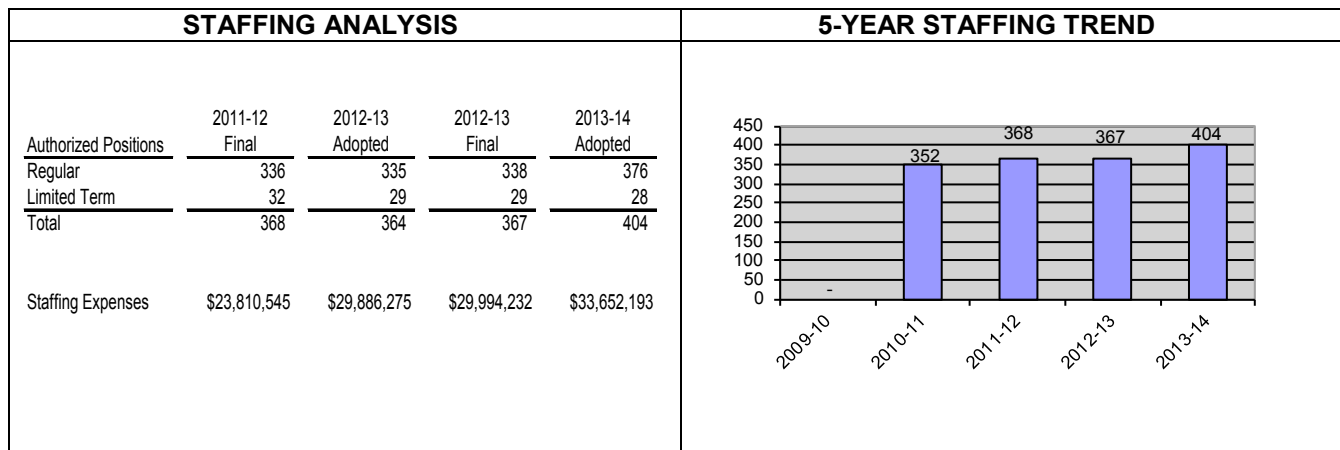 STAFFING ANALYSIS
2011-12 2012-13 2012-13 2013-14
Authorized Positions Final Adopted Final Adopted
Regular 336 335 338 376
Limited Term 32 29 29 28
Total 368 364 367 404
Staffing Expenses $23,810,545 $29,886,275 $29,994,232 $33,652,193
5-YEAR STAFFING TREND
450
400
350
300
250
200
150
100
50
0
- 352 368 367 404
2009-10 2010-11 2011-12 2012-13 2013-14